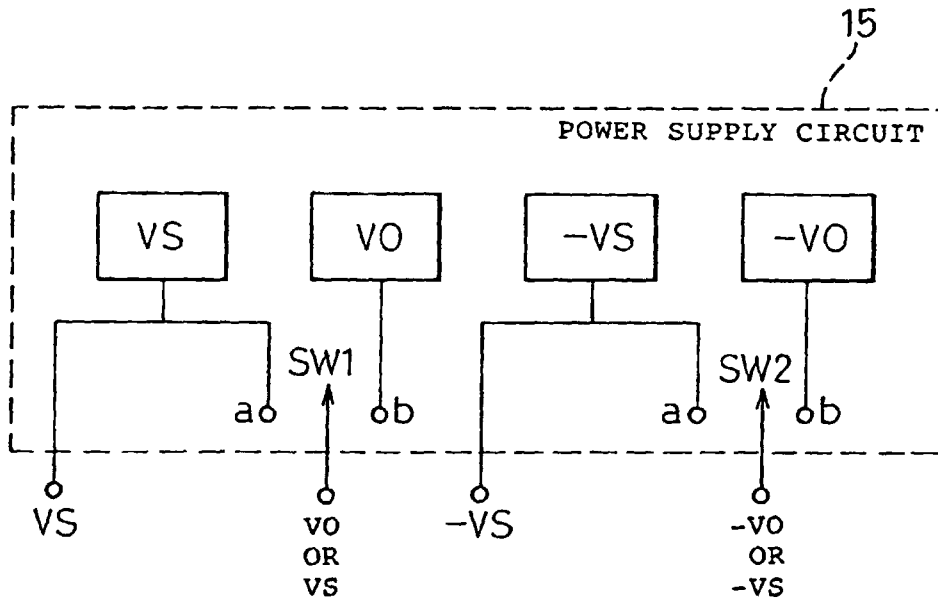 15
POWER SUPPLY CIRCUIT
VS VO -VS -VO
SW1 SW2
a b a b
VS VO -VS -VO
OR OR
VS -VS